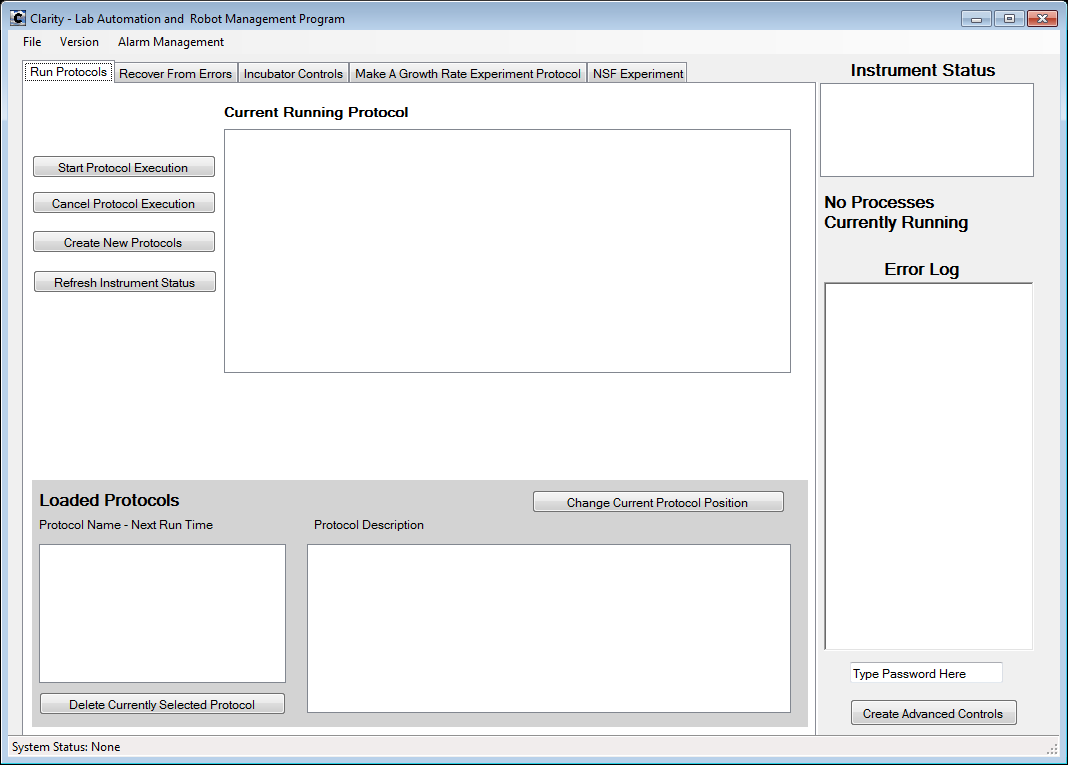 Clarity - Lab Automation and  Robot Management Program
File Version Alarm Management
Run Protocols Recover From Errors Incubator Controls Make A Growth Rate Experiment Protocol NSF Experiment
Current Running Protocol
Start Protocol Execution
Cancel Protocol Execution
Create New Protocols
Refresh Instrument Status
Loaded Protocols
Change Current Protocol Position
Protocol Name - Next Run Time
Protocol Description
Delete Currently Selected Protocol
Instrument Status
No Processes
Currently Running
Error Log
Type Password Here
Create Advanced Controls
System Status: None